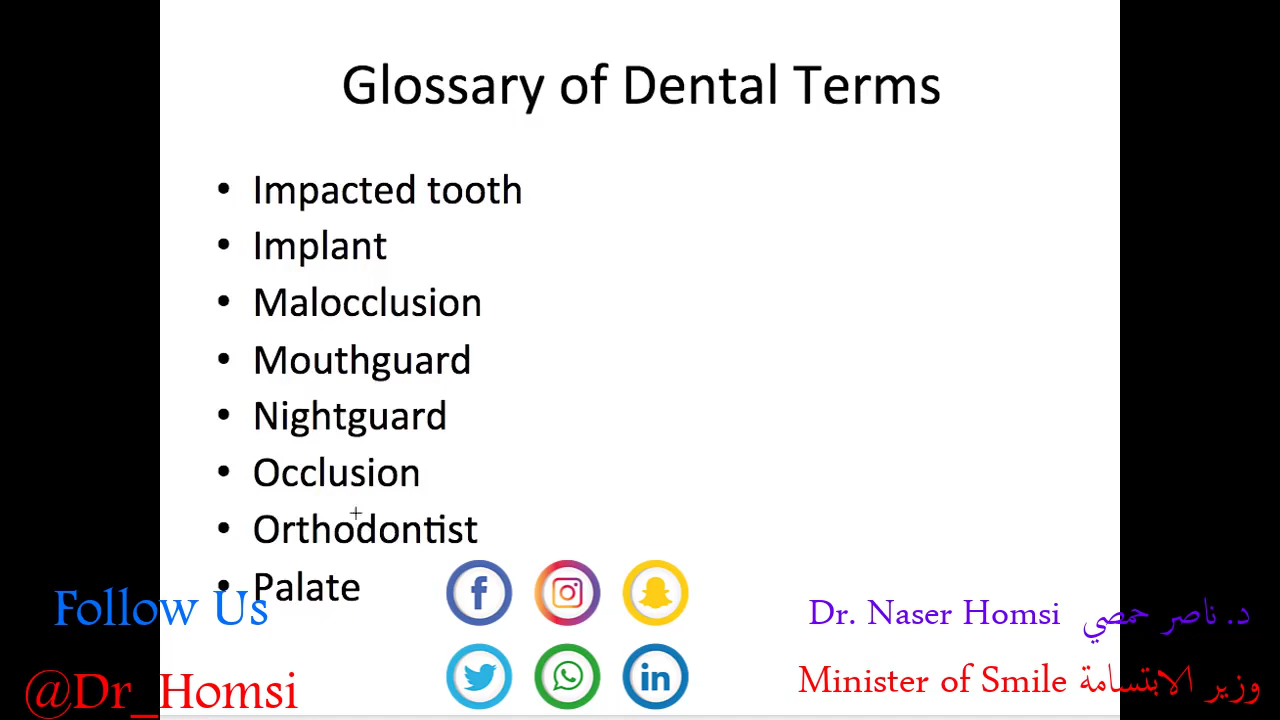 Glossary of Dental Terms
• Impacted tooth
• Implant
• Malocclusion
• Mouthguard
• Nightguard
• Occlusion
• Orthodontist
• Palate
Follow Us
@Dr_Homsi
Dr. Naser Homsi د. ناصر حمصي
Minister of Smile وزير الابتسامة